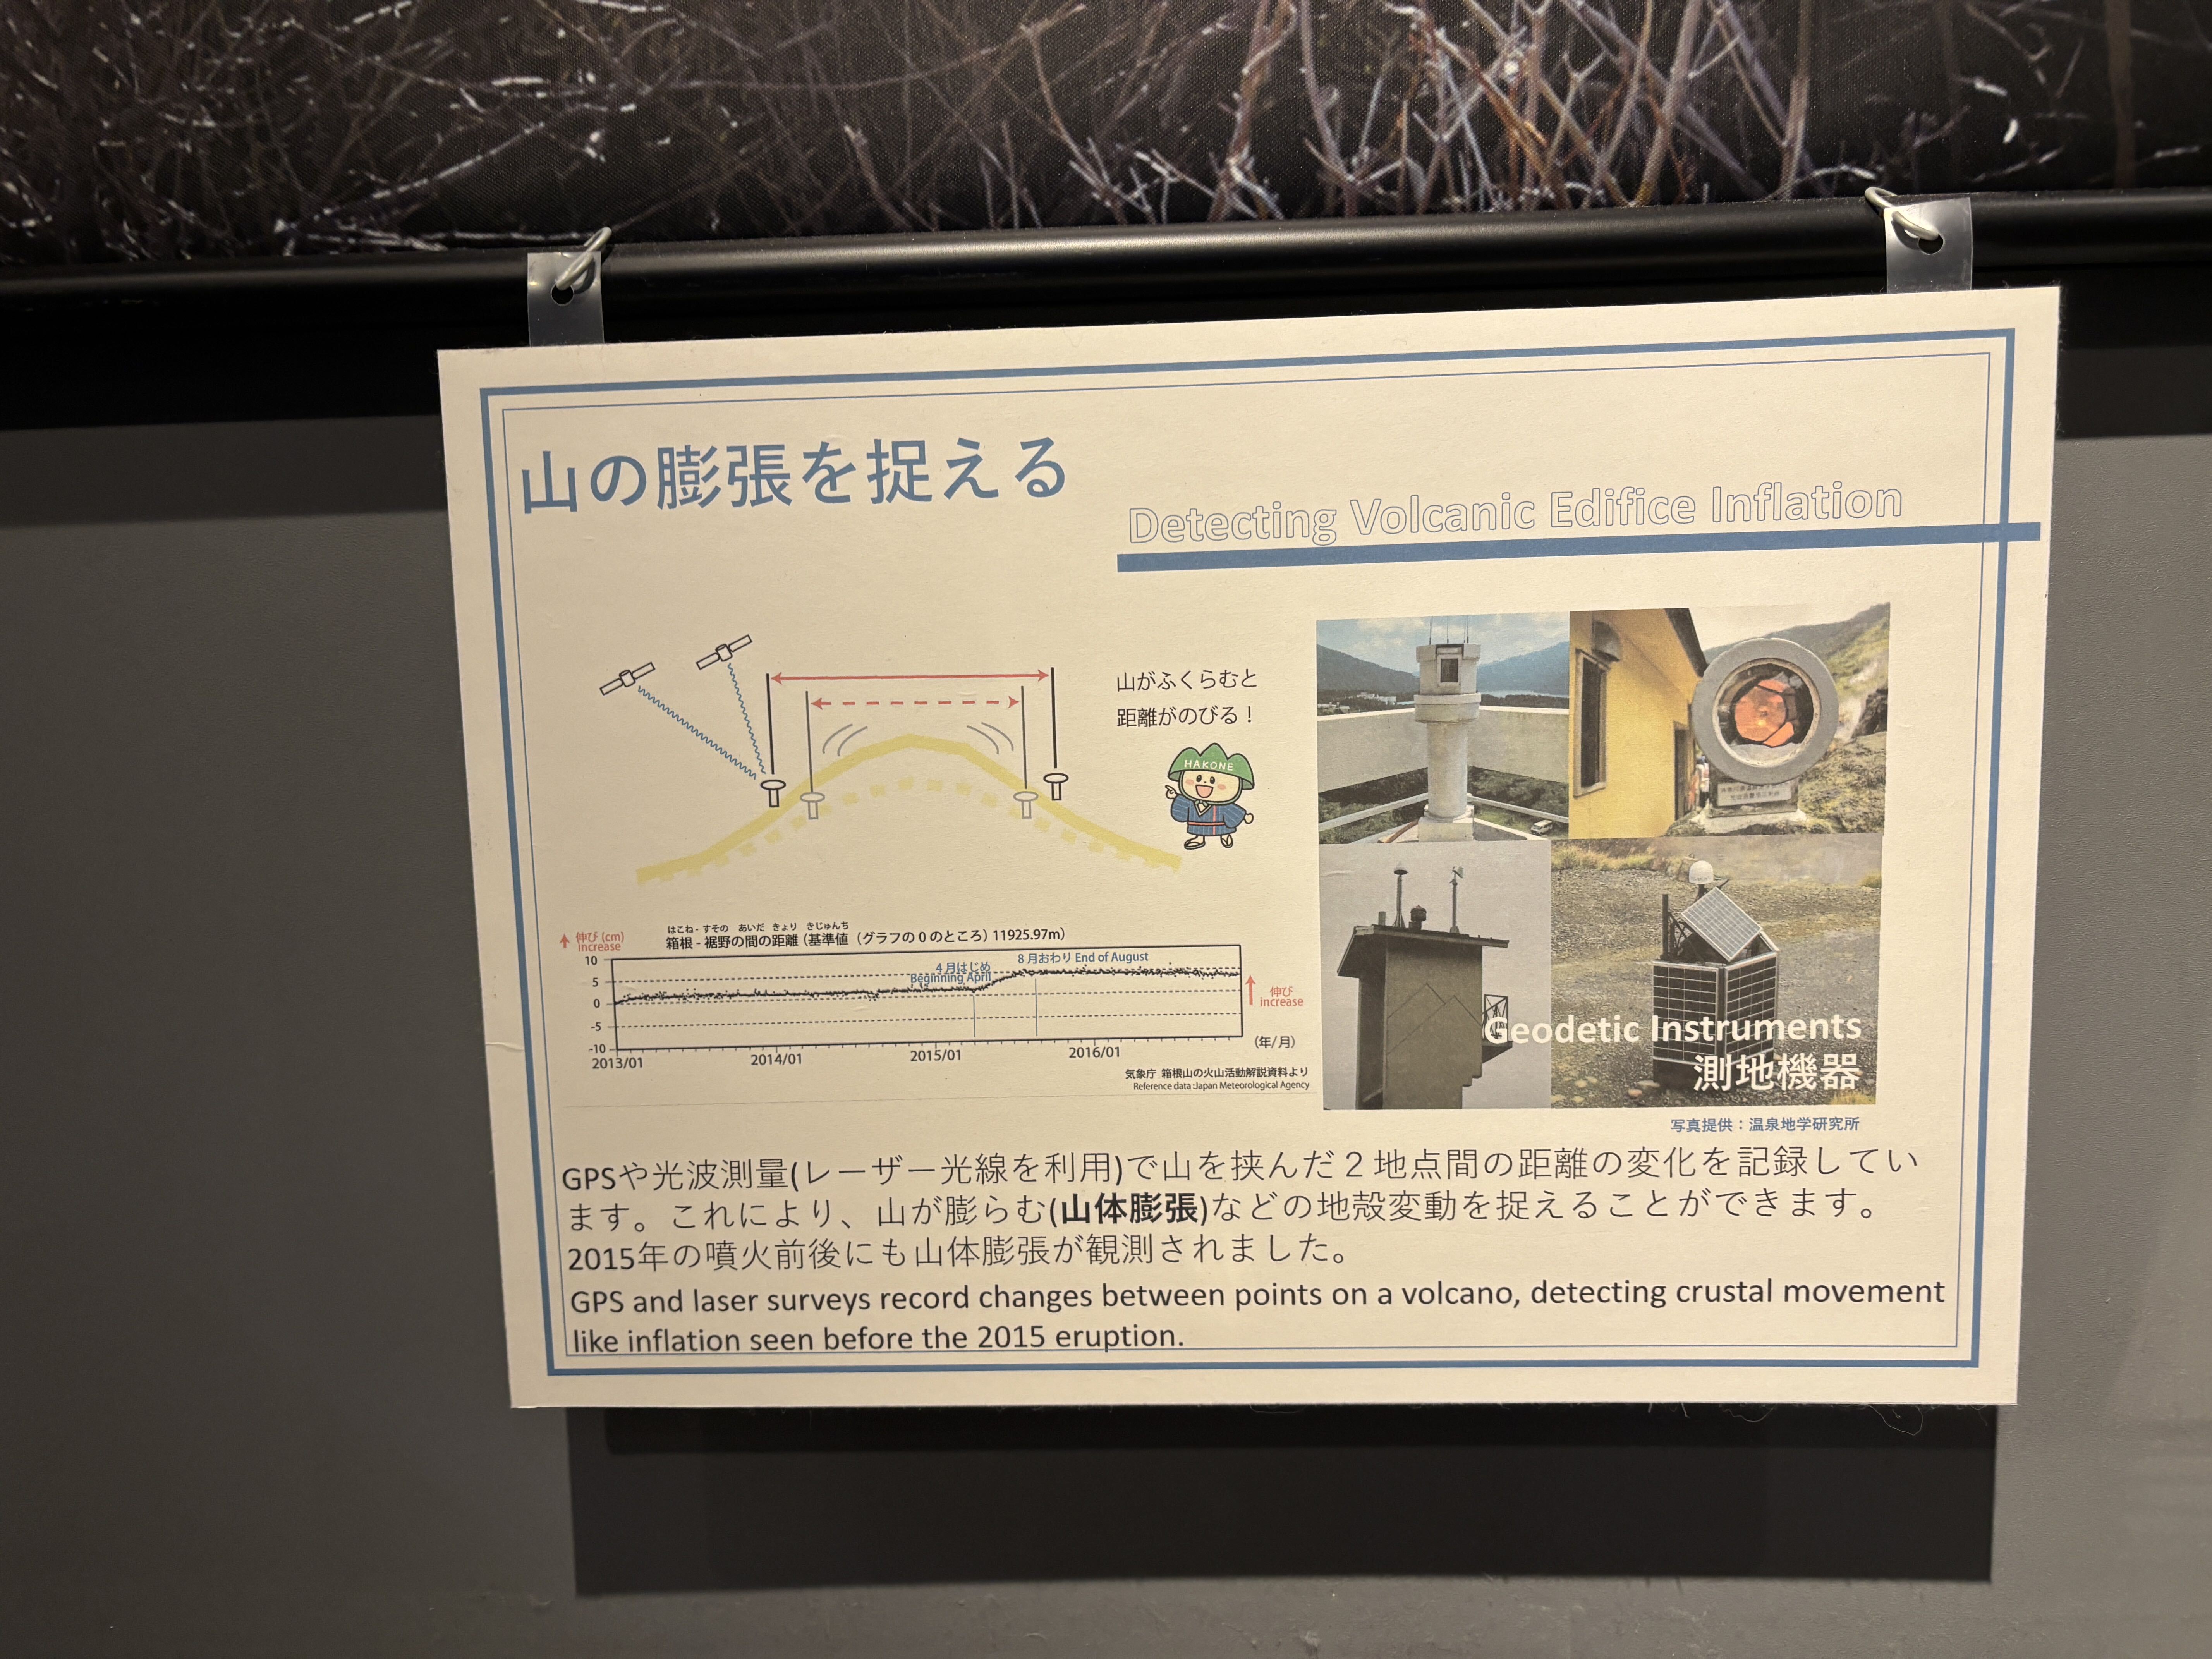 山の膨張を捉える
Detecting Volcanic Edifice Inflation
山がふくらむと
距離がのびる！
HAKONE
伸び (cm)
increase
はこね - すその あいだ きょり きじゅんち
箱根 - 裾野の間の距離（基準値（グラフの 0 のところ）11925.97m）
10
5
0
-5
-10
4 月はじめ
Beginning April
8 月おわり End of August
伸び
increase
2013/01
2014/01
2015/01
2016/01
(年/月)
気象庁 箱根山の火山活動解説資料より
Reference data :Japan Meteorological Agency
Geodetic Instruments
測地機器
写真提供：温泉地学研究所
GPSや光波測量(レーザー光線を利用)で山を挟んだ２地点間の距離の変化を記録してい
ます。これにより、山が膨らむ(山体膨張)などの地殻変動を捉えることができます。
2015年の噴火前後にも山体膨張が観測されました。
GPS and laser surveys record changes between points on a volcano, detecting crustal movement
like inflation seen before the 2015 eruption.